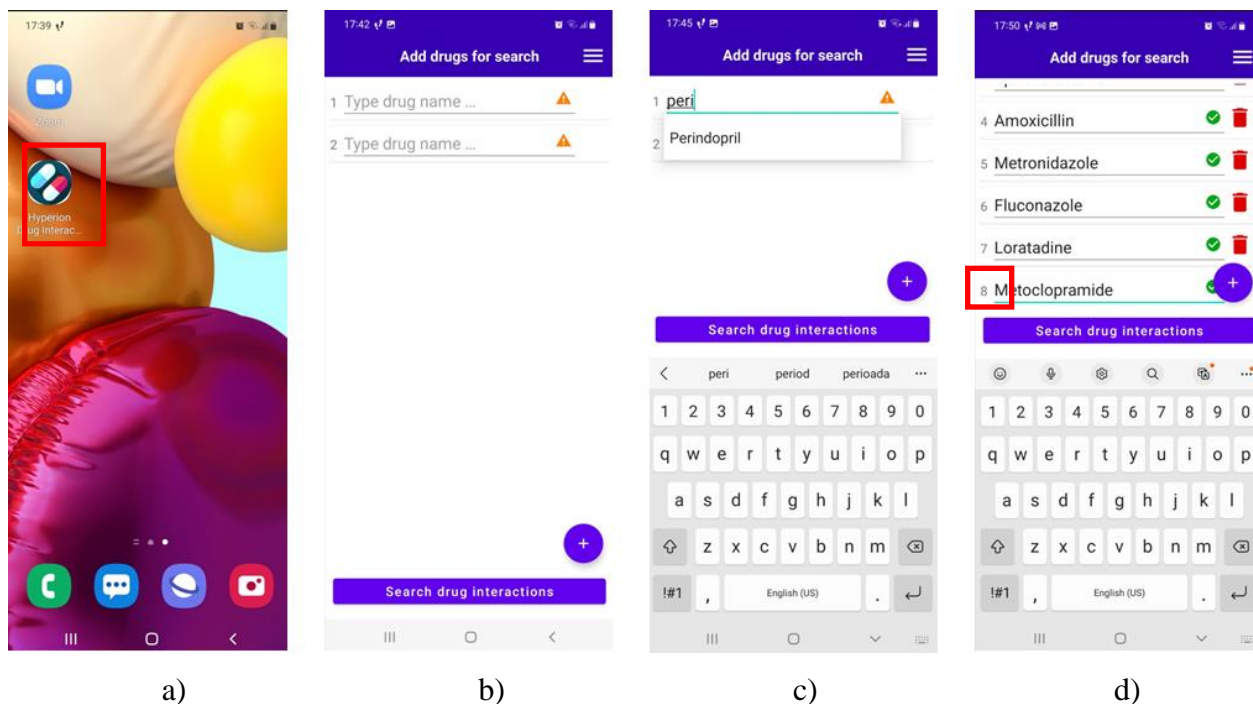 17:39
Zoom
Hyperion
Drug Interac...
17:42
Add drugs for search
1 Type drug name ...
2 Type drug name ...
+
Search drug interactions
17:45
Add drugs for search
1 peri
2 Perindopril
+
Search drug interactions
peri period perioada ...
1 2 3 4 5 6 7 8 9 0
q w e r t y u i o p
a s d f g h j k l
z x c v b n m
!#1 , English (US) .
17:50
Add drugs for search
4 Amoxicillin
5 Metronidazole
6 Fluconazole
7 Loratadine
8 Metoclopramide
+
Search drug interactions
...
1 2 3 4 5 6 7 8 9 0
q w e r t y u i o p
a s d f g h j k l
z x c v b n m
!#1 , English (US) .
a) b) c) d)